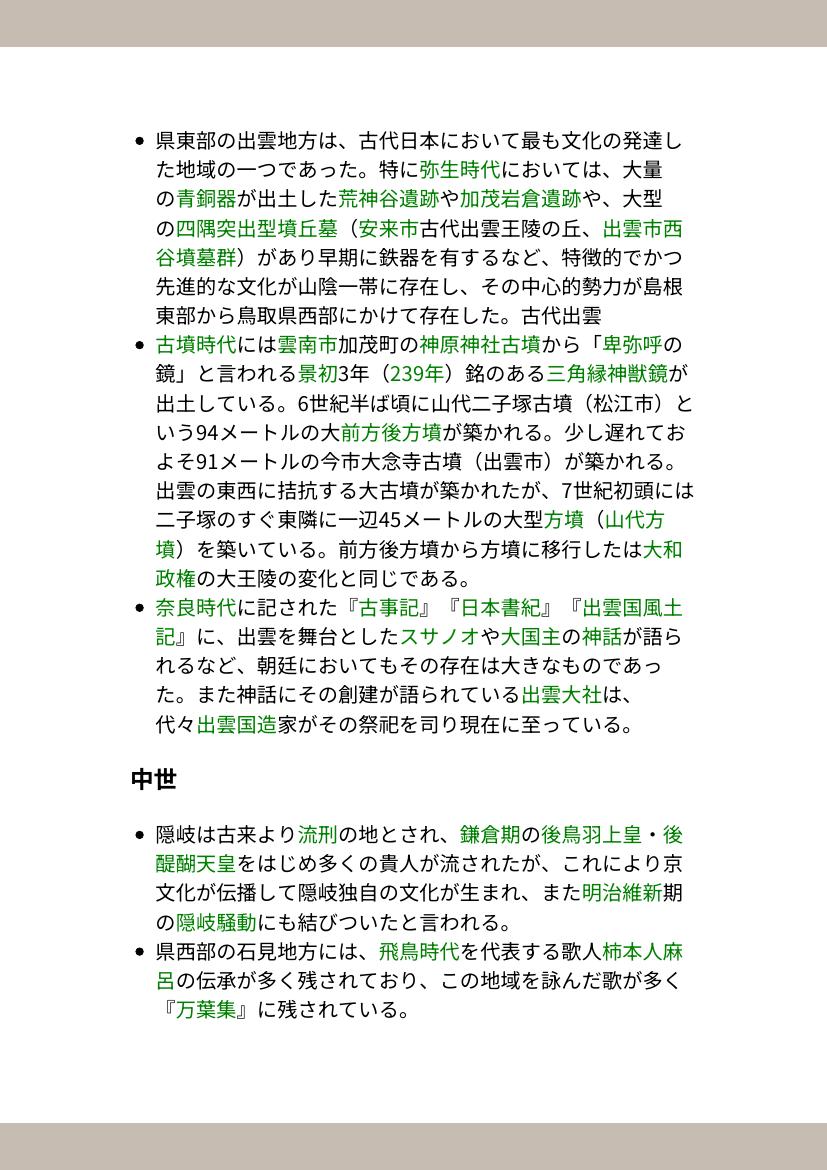 県東部の出雲地方は、古代日本において最も文化の発達し
た地域の一つであった。特に弥生時代においては、大量
の青銅器が出土した荒神谷遺跡や加茂岩倉遺跡や、大型
の四隅突出型墳丘墓（安来市古代出雲王陵の丘、出雲市西
谷墳墓群）があり早期に鉄器を有するなど、特徴的でかつ
先進的な文化が山陰一帯に存在し、その中心的勢力が島根
東部から鳥取県西部にかけて存在した。古代出雲
古墳時代には雲南市加茂町の神原神社古墳から「卑弥呼の
鏡」と言われる景初3年（239年）銘のある三角縁神獣鏡が
出土している。6世紀半ば頃に山代二子塚古墳（松江市）と
いう94メートルの大前方後方墳が築かれる。少し遅れてお
よそ91メートルの今市大念寺古墳（出雲市）が築かれる。
出雲の東西に拮抗する大古墳が築かれたが、7世紀初頭には
二子塚のすぐ東隣に一辺45メートルの大型方墳（山代方
墳）を築いている。前方後方墳から方墳に移行したは大和
政権の大王陵の変化と同じである。
奈良時代に記された『古事記』『日本書紀』『出雲国風土
記』に、出雲を舞台としたスサノオや大国主の神話が語ら
れるなど、朝廷においてもその存在は大きなものであっ
た。また神話にその創建が語られている出雲大社は、
代々出雲国造家がその祭祀を司り現在に至っている。
中世
隠岐は古来より流刑の地とされ、鎌倉期の後鳥羽上皇・後
醍醐天皇をはじめ多くの貴人が流されたが、これにより京
文化が伝播して隠岐独自の文化が生まれ、また明治維新期
の隠岐騒動にも結びついたと言われる。
県西部の石見地方には、飛鳥時代を代表する歌人柿本人麻
呂の伝承が多く残されており、この地域を詠んだ歌が多く
『万葉集』に残されている。